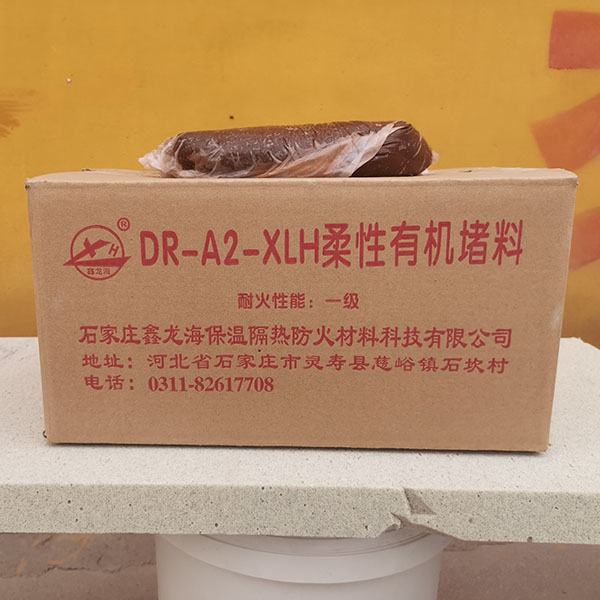 XH®
鑫龙海
DR-A2-XLH柔性有机堵料
耐火性能：一级
石家庄鑫龙海保温隔热防火材料科技有限公司
地址：河北省石家庄市灵寿县慈峪镇石坎村
电话：0311-82617708